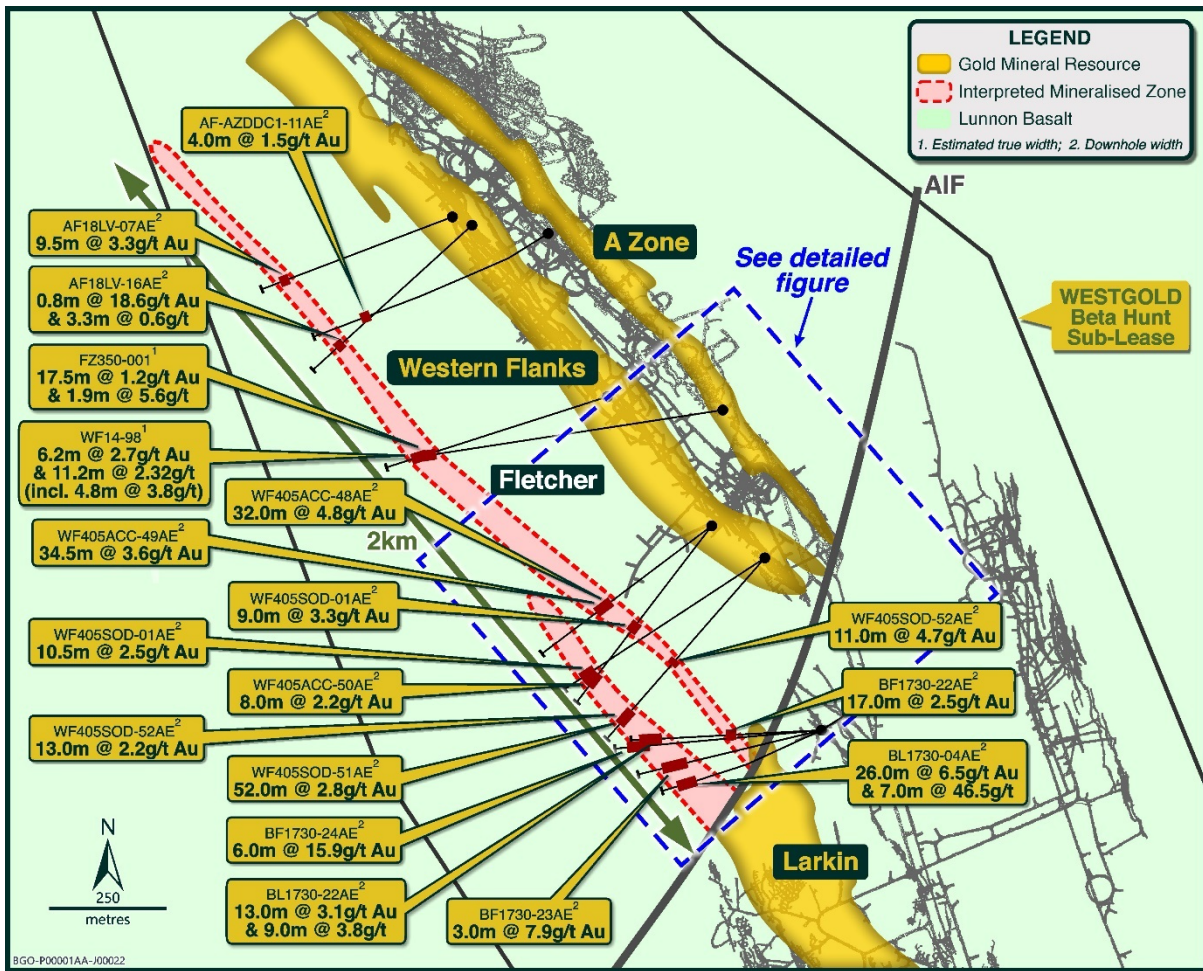 LEGEND
Gold Mineral Resource
Interpreted Mineralised Zone
Lunnon Basalt
1. Estimated true width; 2. Downhole width
AF-AZDDC1-11AE²
4.0m @ 1.5g/t Au
AIF
AF18LV-07AE²
9.5m @ 3.3g/t Au
A Zone
See detailed
figure
AF18LV-16AE²
0.8m @ 18.6g/t Au
& 3.3m @ 0.6g/t
WESTGOLD
Beta Hunt
Sub-Lease
FZ350-001¹
17.5m @ 1.2g/t Au
& 1.9m @ 5.6g/t
Western Flanks
WF14-98¹
6.2m @ 2.7g/t Au
& 11.2m @ 2.32g/t
(incl. 4.8m @ 3.8g/t)
Fletcher
WF405ACC-48AE²
32.0m @ 4.8g/t Au
WF405ACC-49AE²
34.5m @ 3.6g/t Au
2km
WF405SOD-01AE²
9.0m @ 3.3g/t Au
WF405SOD-52AE²
11.0m @ 4.7g/t Au
WF405SOD-01AE²
10.5m @ 2.5g/t Au
WF405ACC-50AE²
8.0m @ 2.2g/t Au
BF1730-22AE²
17.0m @ 2.5g/t Au
WF405SOD-52AE²
13.0m @ 2.2g/t Au
WF405SOD-51AE²
52.0m @ 2.8g/t Au
BL1730-04AE²
26.0m @ 6.5g/t Au
& 7.0m @ 46.5g/t
BF1730-24AE²
6.0m @ 15.9g/t Au
BL1730-22AE²
13.0m @ 3.1g/t Au
& 9.0m @ 3.8g/t
BF1730-23AE²
3.0m @ 7.9g/t Au
Larkin
N
250
metres
BGO-P00001AA-J00022